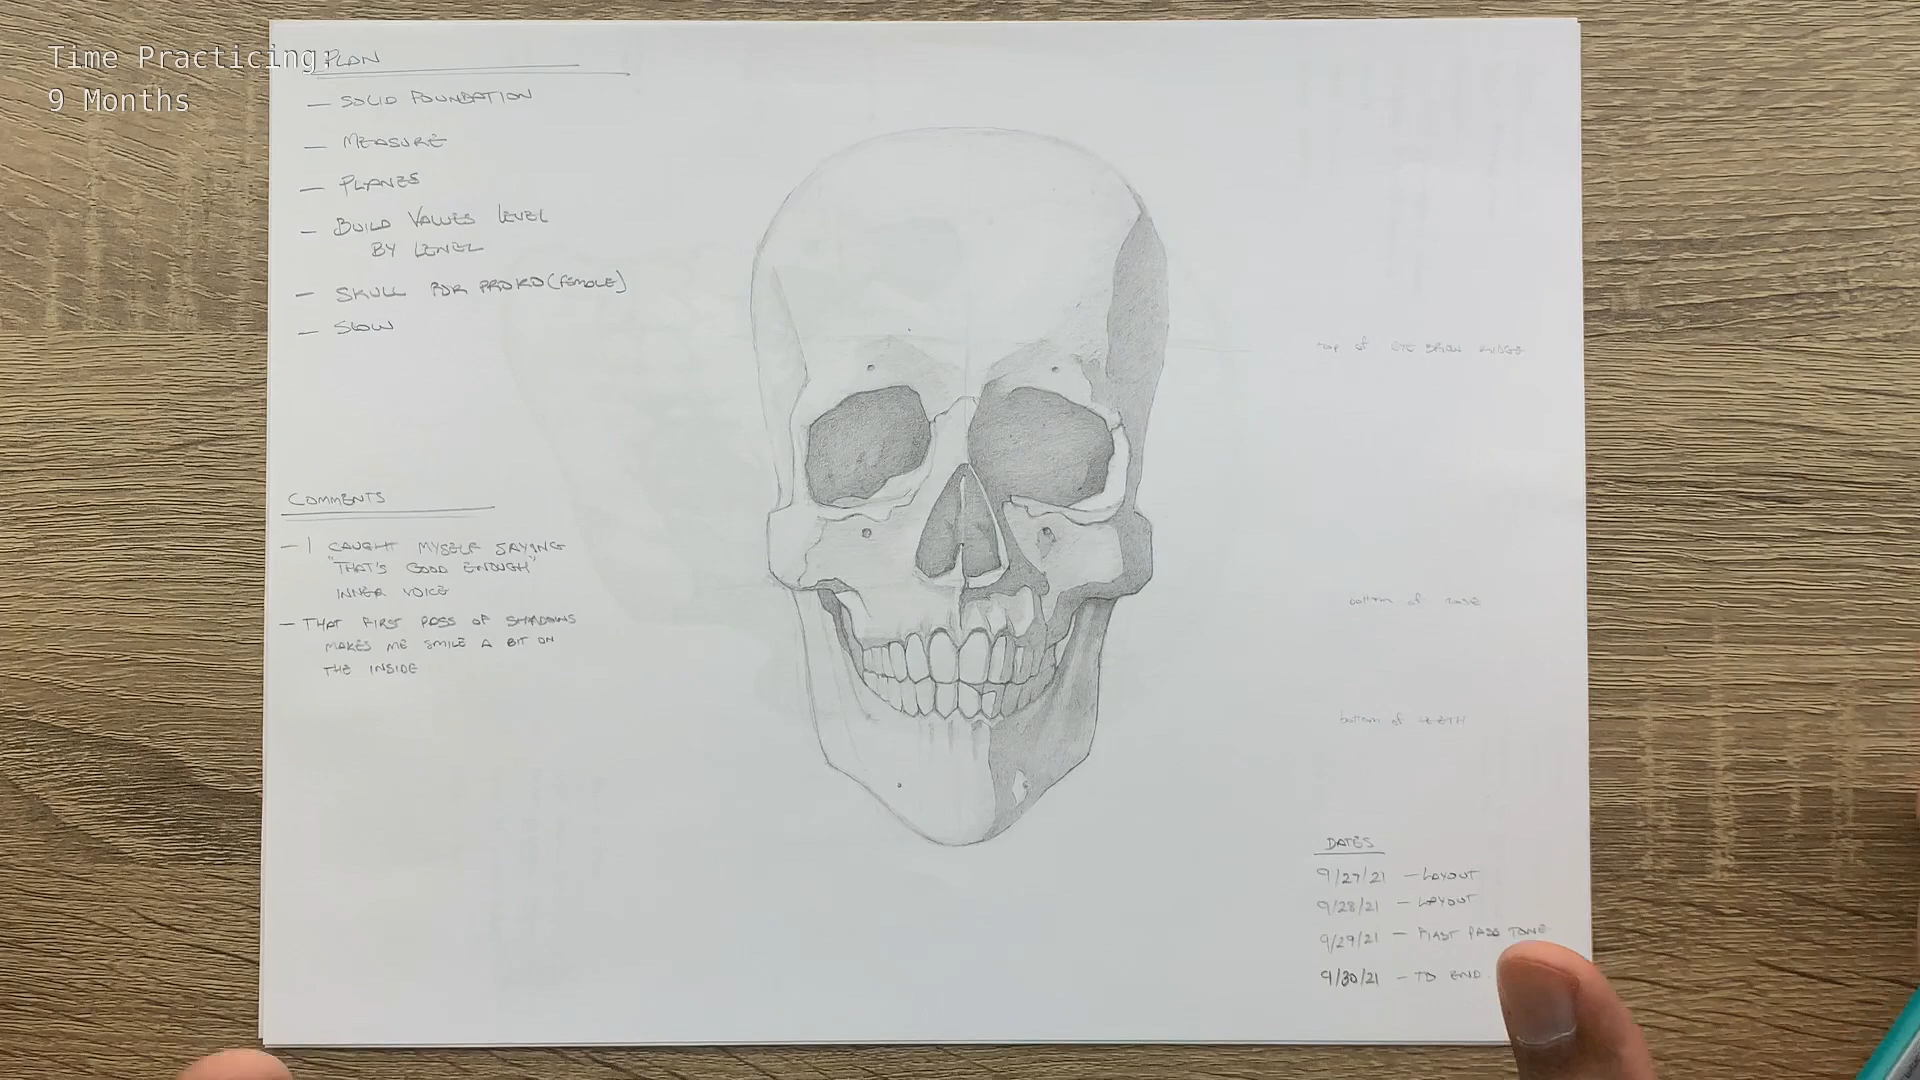 Time Practicing:
9 Months
PLAN
— SOLID FOUNDATION
— MEASURE
— PLANES
— BUILD VALUES LEVEL
BY LEVEL
— SKULL FOR PROKO (female)
— SLOW
top of EYE BROW RIDGE
COMMENTS
— I CAUGHT MYSELF SAYING
"THAT'S GOOD ENOUGH"
INNER VOICE
— THAT FIRST PASS OF SHADOWS
MAKES ME SMILE A BIT ON
THE INSIDE
bottom of NOSE
bottom of TEETH
DATES
9/27/21 — LAYOUT
9/28/21 — LAYOUT
9/29/21 — FIRST PASS TONE
9/30/21 — TO END